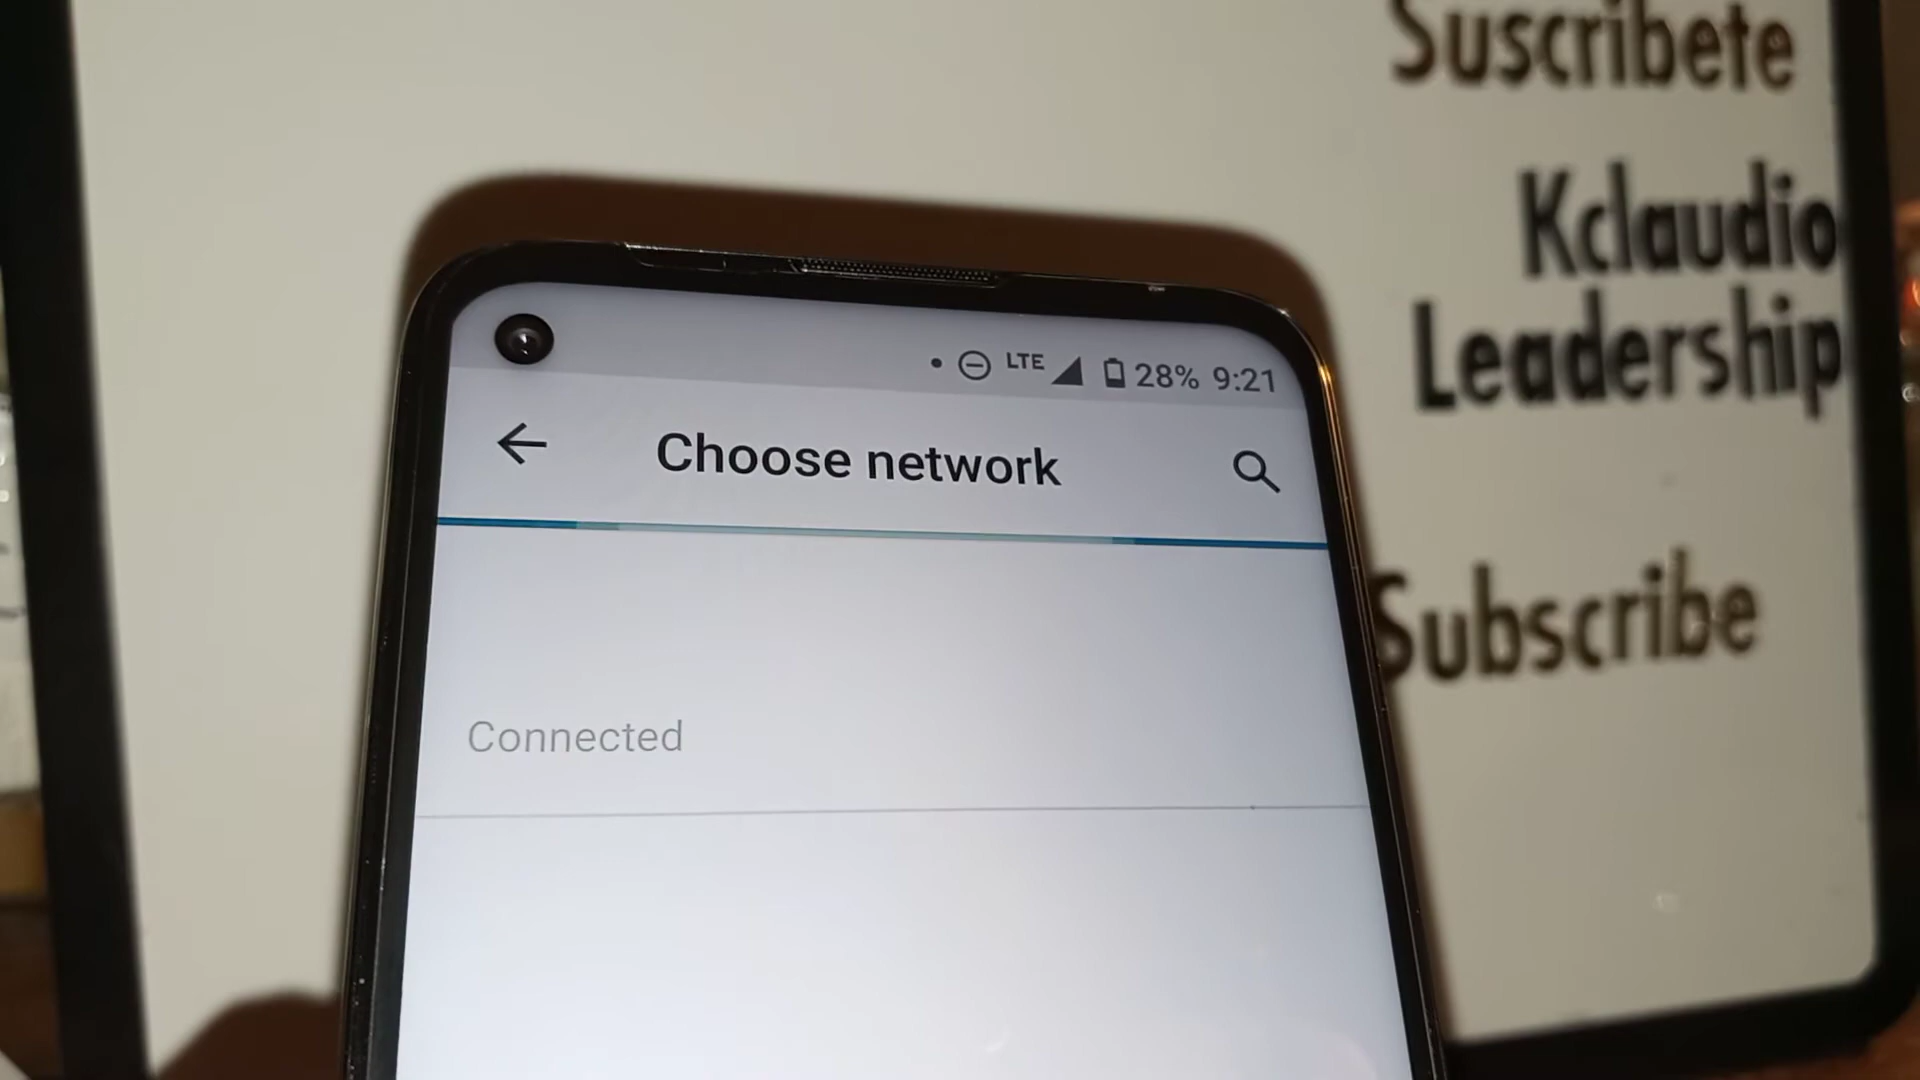 Suscribete
Kclaudio
Leadership
Subscribe
LTE 28% 9:21
Choose network
Connected